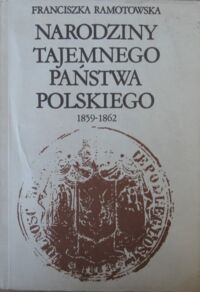 FRANCISZKA RAMOTOWSKA
NARODZINY
TAJEMNEGO
PAŃSTWA
POLSKIEGO
1859-1862